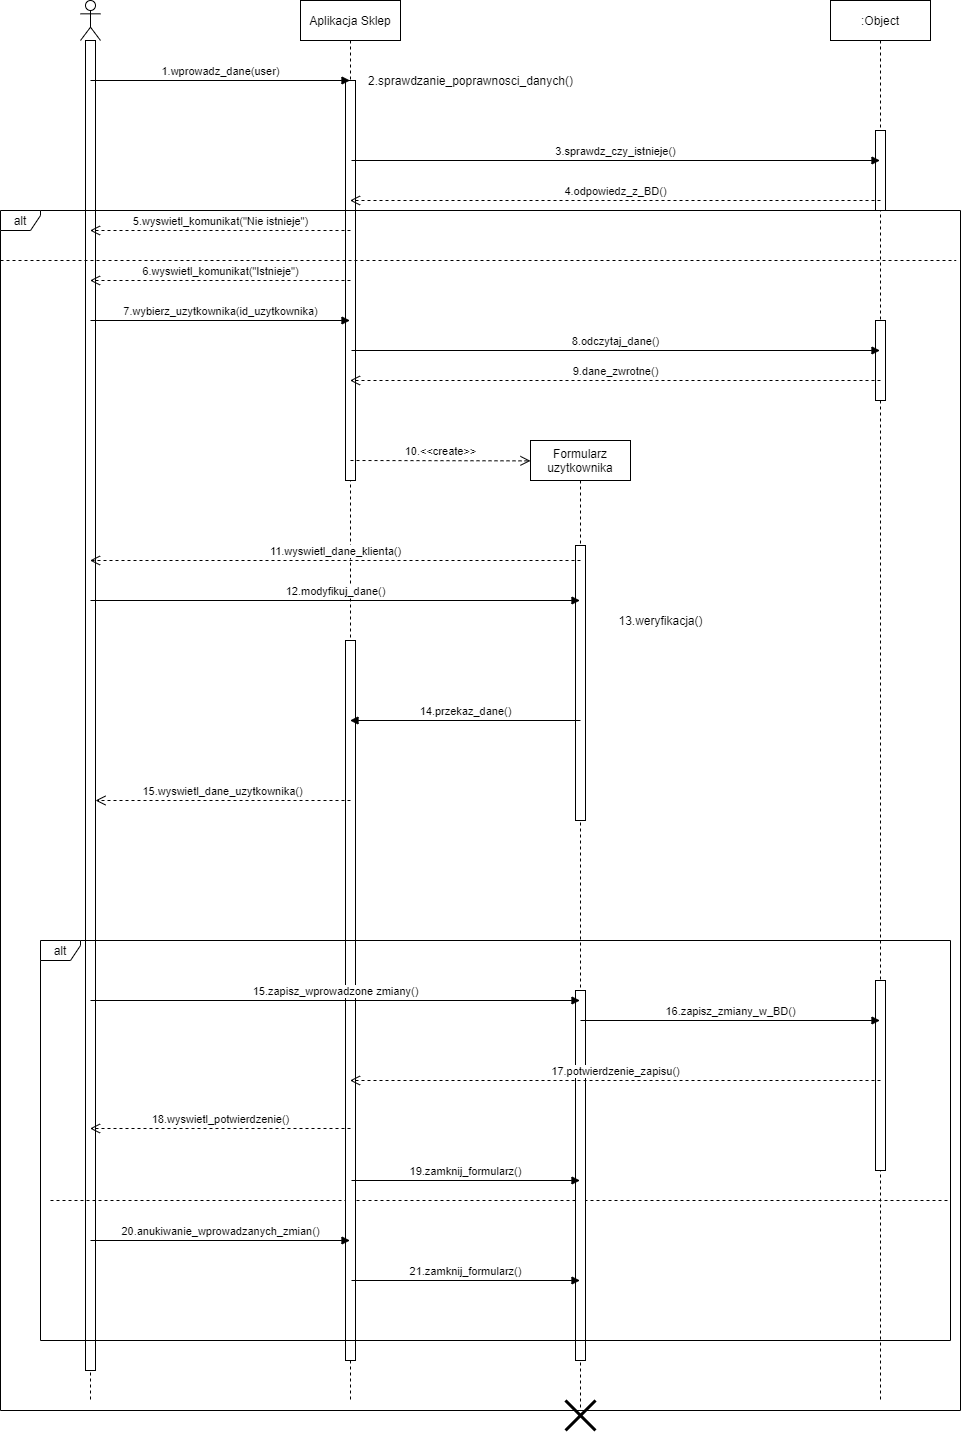 Aplikacja Sklep
:Object
1.wprowadz_dane(user)
2.sprawdzanie_poprawnosci_danych()
3.sprawdz_czy_istnieje()
4.odpowiedz_z_BD()
alt
5.wyswietl_komunikat("Nie istnieje")
6.wyswietl_komunikat("Istnieje")
7.wybierz_uzytkownika(id_uzytkownika)
8.odczytaj_dane()
9.dane_zwrotne()
10.<<create>>
Formularz
uzytkownika
11.wyswietl_dane_klienta()
12.modyfikuj_dane()
13.weryfikacja()
14.przekaz_dane()
15.wyswietl_dane_uzytkownika()
alt
15.zapisz_wprowadzone zmiany()
16.zapisz_zmiany_w_BD()
17.potwierdzenie_zapisu()
18.wyswietl_potwierdzenie()
19.zamknij_formularz()
20.anukiwanie_wprowadzanych_zmian()
21.zamknij_formularz()